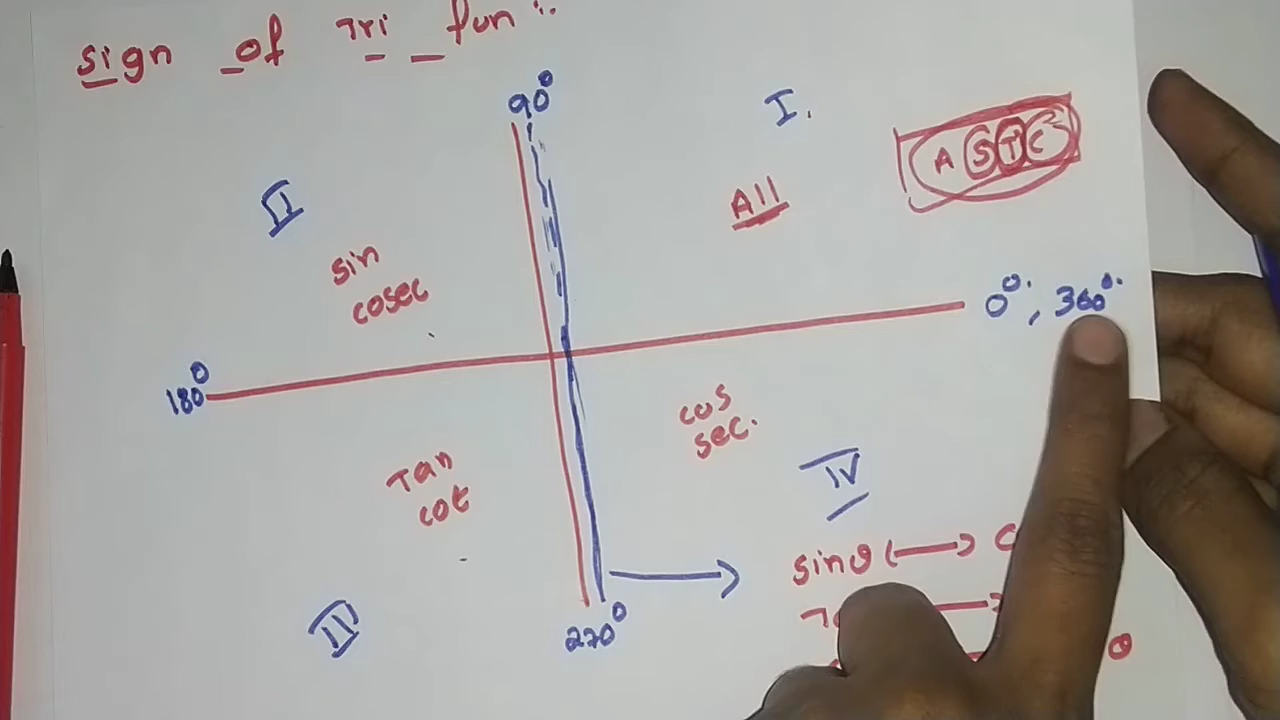 sign of Tri fun:
90°
I.
A S T C
II
All
sin
cosec
0°, 360°
180°
cos
sec.
Tan
cot
IV
sinθ ⟷ c
III
270°
θ